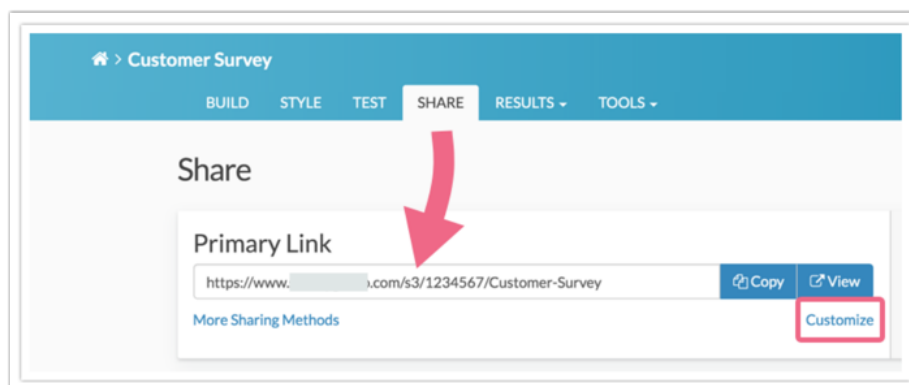 > Customer Survey
BUILD STYLE TEST SHARE RESULTS TOOLS
Share
Primary Link
https://www. .com/s3/1234567/Customer-Survey Copy View
More Sharing Methods Customize